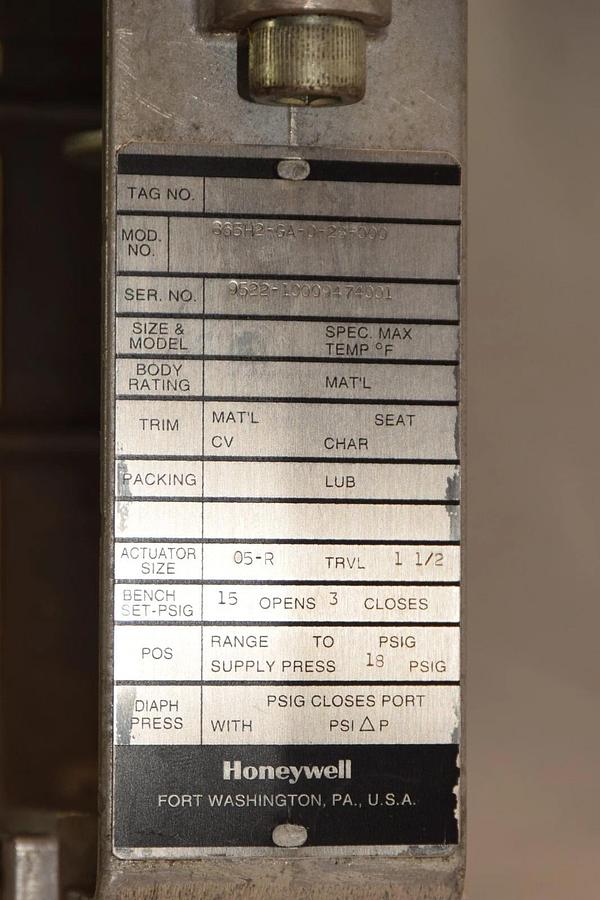 TAG NO.
MOD. NO.
SER. NO. 9522-10009474001
SIZE & MODEL SPEC. MAX TEMP °F
BODY RATING MAT'L
TRIM MAT'L SEAT
CV CHAR
PACKING LUB
ACTUATOR SIZE 05-R TRVL 1 1/2
BENCH SET-PSIG 15 OPENS 3 CLOSES
POS RANGE TO PSIG
SUPPLY PRESS 18 PSIG
DIAPH PRESS PSIG CLOSES PORT
WITH PSI △ P
Honeywell
FORT WASHINGTON, PA., U.S.A.